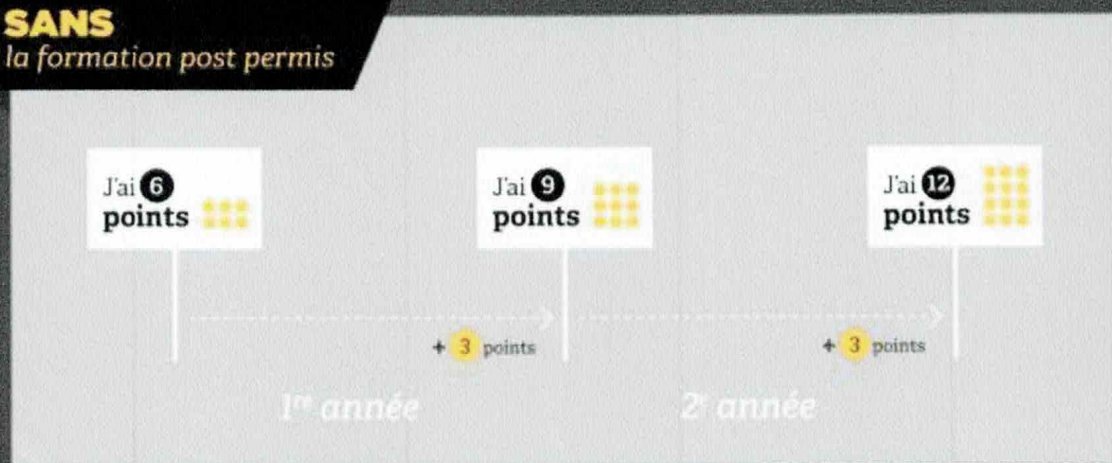 SANS
la formation post permis
J'ai 6
points
J'ai 9
points
J'ai 12
points
+ 3 points
+ 3 points
1re année
2e année